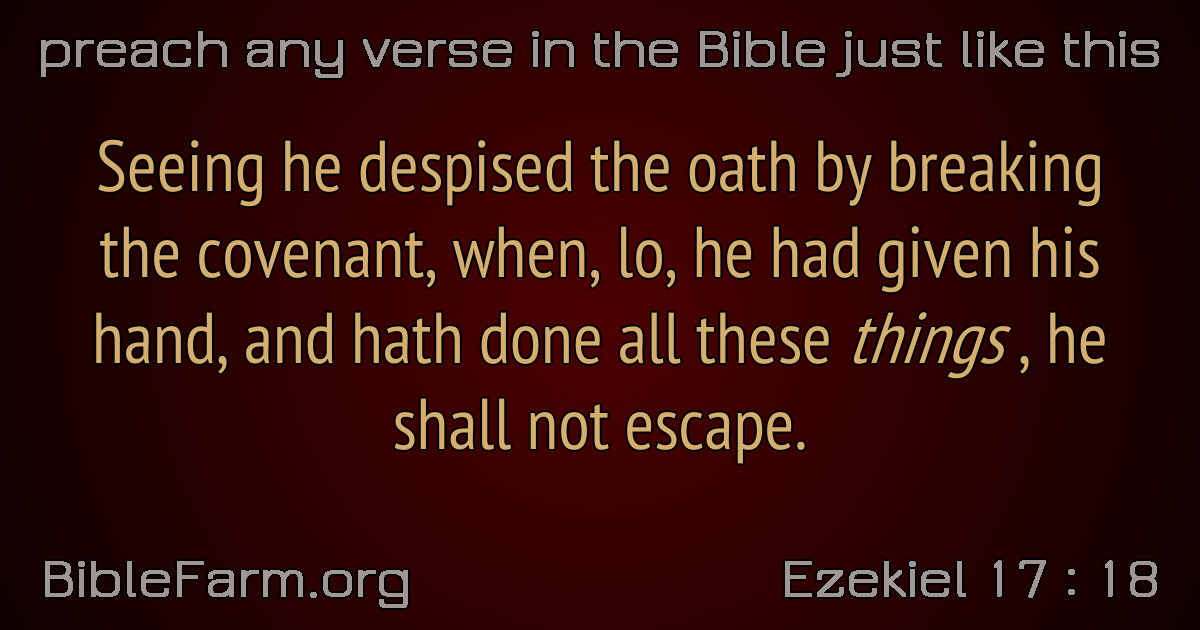 preach any verse in the Bible just like this
Seeing he despised the oath by breaking
the covenant, when, lo, he had given his
hand, and hath done all these things , he
shall not escape.
BibleFarm.org
Ezekiel 17 : 18